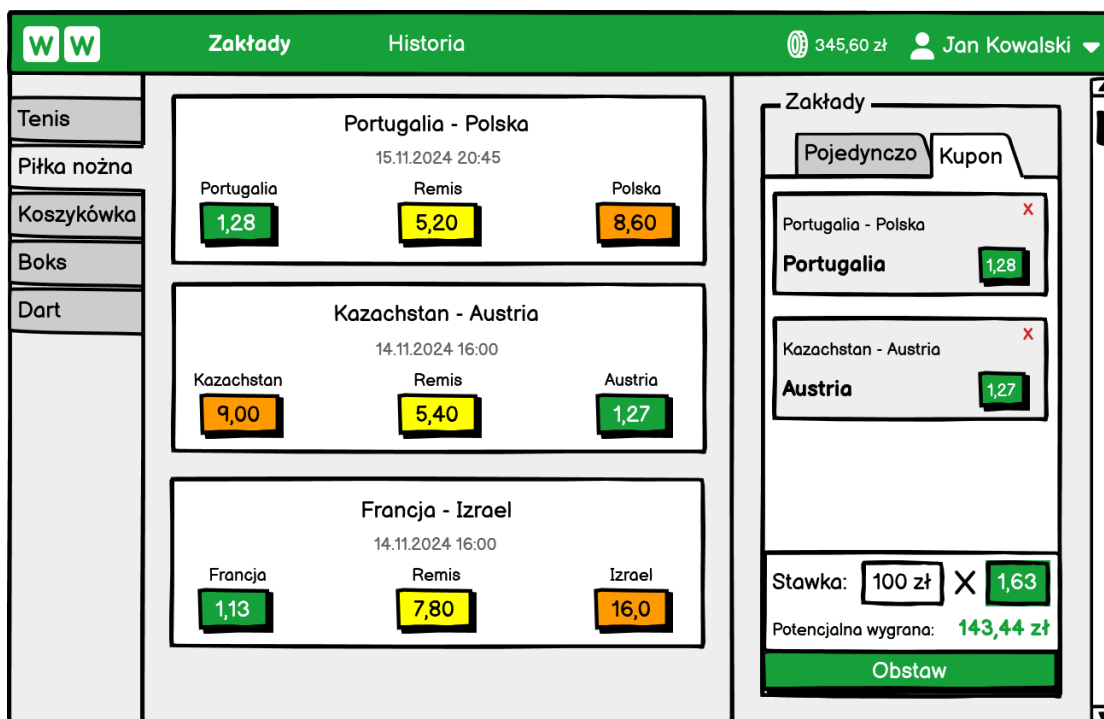 W W
Zakłady
Historia
345,60 zł
Jan Kowalski
Tenis
Piłka nożna
Koszykówka
Boks
Dart
Portugalia - Polska
15.11.2024 20:45
Portugalia Remis Polska
1,28 5,20 8,60
Kazachstan - Austria
14.11.2024 16:00
Kazachstan Remis Austria
9,00 5,40 1,27
Francja - Izrael
14.11.2024 16:00
Francja Remis Izrael
1,13 7,80 16,0
Zakłady
Pojedynczo Kupon
X
Portugalia - Polska
Portugalia 1,28
X
Kazachstan - Austria
Austria 1,27
Stawka: 100 zł X 1,63
Potencjalna wygrana: 143,44 zł
Obstaw